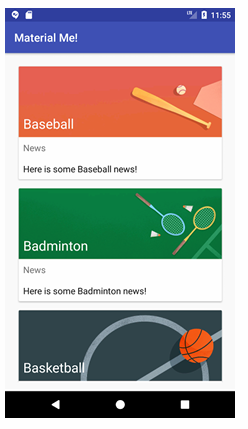 11:55
Material Me!
Baseball
News
Here is some Baseball news!
Badminton
News
Here is some Badminton news!
Basketball